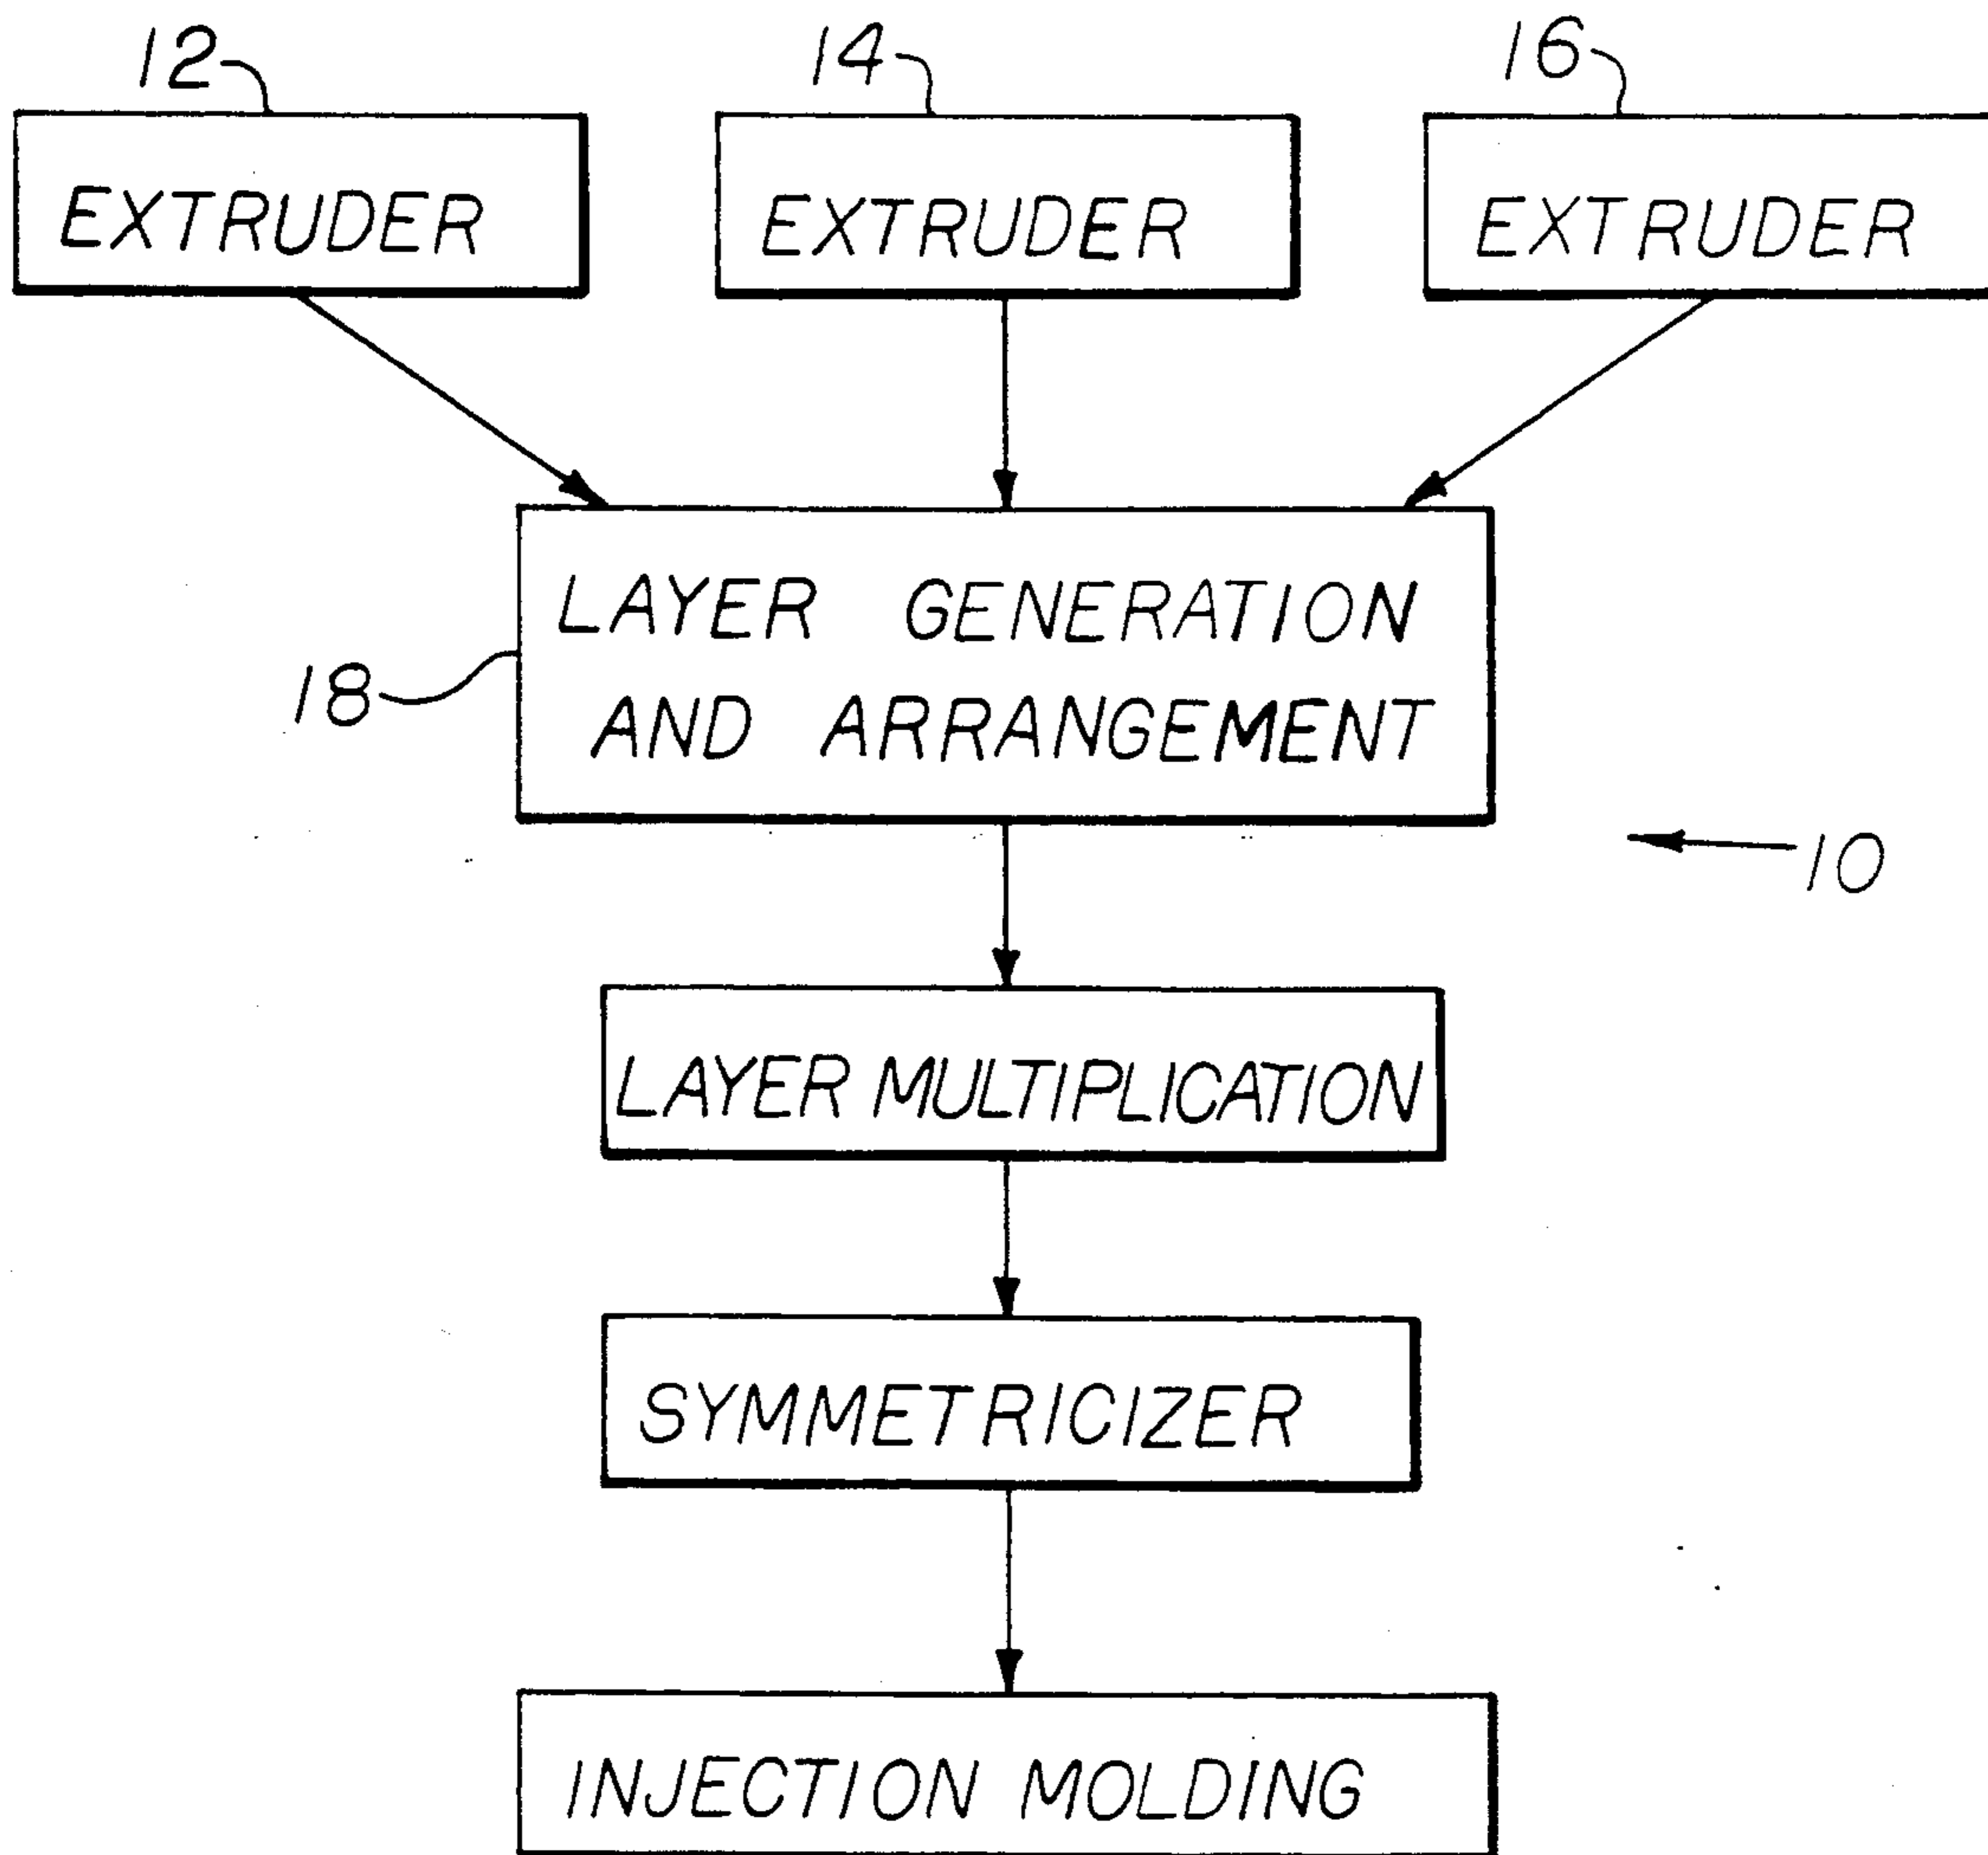 12
14
16
EXTRUDER
EXTRUDER
EXTRUDER
LAYER GENERATION
AND ARRANGEMENT
18
10
LAYER MULTIPLICATION
SYMMETRICIZER
INJECTION MOLDING